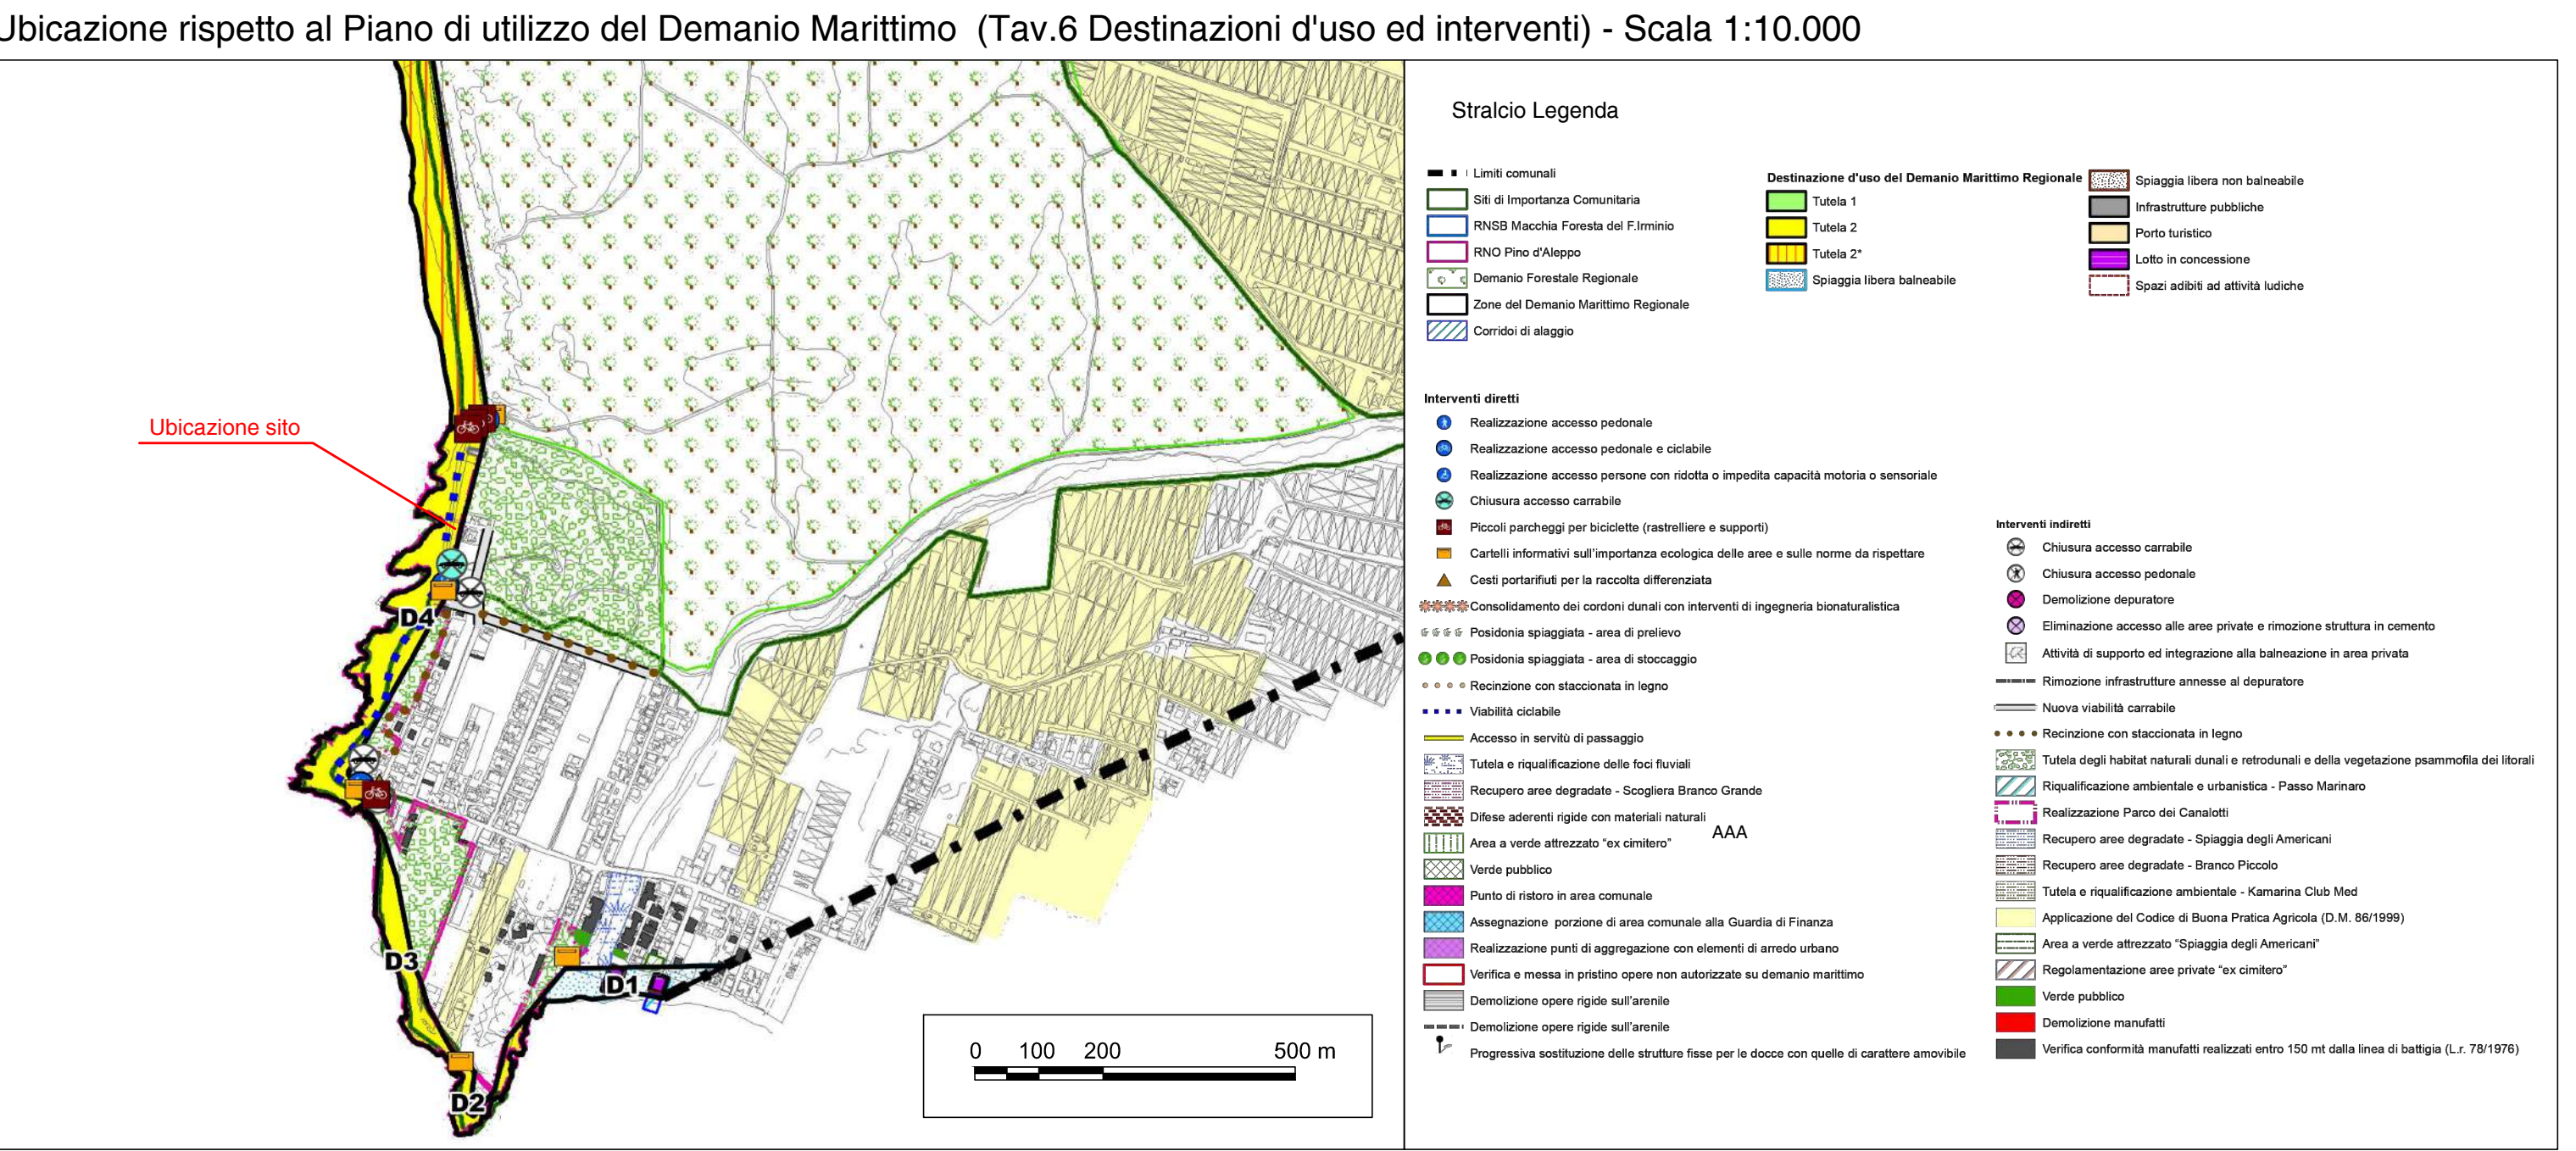 Ubicazione rispetto al Piano di utilizzo del Demanio Marittimo (Tav.6 Destinazioni d'uso ed interventi) - Scala 1:10.000
Ubicazione sito
D4
D3
D1
D2
0 100 200 500 m
Stralcio Legenda
Limiti comunali
Siti di Importanza Comunitaria
RNSB Macchia Foresta del F.Irminio
RNO Pino d'Aleppo
Demanio Forestale Regionale
Zone del Demanio Marittimo Regionale
Corridoi di alaggio
Destinazione d'uso del Demanio Marittimo Regionale
Tutela 1
Tutela 2
Tutela 2*
Spiaggia libera balneabile
Spiaggia libera non balneabile
Infrastrutture pubbliche
Porto turistico
Lotto in concessione
Spazi adibiti ad attività ludiche
Interventi diretti
Realizzazione accesso pedonale
Realizzazione accesso pedonale e ciclabile
Realizzazione accesso persone con ridotta o impedita capacità motoria o sensoriale
Chiusura accesso carrabile
Piccoli parcheggi per biciclette (rastrelliere e supporti)
Cartelli informativi sull'importanza ecologica delle aree e sulle norme da rispettare
Cesti portarifiuti per la raccolta differenziata
Consolidamento dei cordoni dunali con interventi di ingegneria bionaturalistica
Posidonia spiaggiata - area di prelievo
Posidonia spiaggiata - area di stoccaggio
Recinzione con staccionata in legno
Viabilità ciclabile
Accesso in servitù di passaggio
Tutela e riqualificazione delle foci fluviali
Recupero aree degradate - Scogliera Branco Grande
Difese aderenti rigide con materiali naturali
AAA
Area a verde attrezzato “ex cimitero”
Verde pubblico
Punto di ristoro in area comunale
Assegnazione porzione di area comunale alla Guardia di Finanza
Realizzazione punti di aggregazione con elementi di arredo urbano
Verifica e messa in pristino opere non autorizzate su demanio marittimo
Demolizione opere rigide sull'arenile
Demolizione opere rigide sull'arenile
Progressiva sostituzione delle strutture fisse per le docce con quelle di carattere amovibile
Interventi indiretti
Chiusura accesso carrabile
Chiusura accesso pedonale
Demolizione depuratore
Eliminazione accesso alle aree private e rimozione struttura in cemento
Attività di supporto ed integrazione alla balneazione in area privata
Rimozione infrastrutture annesse al depuratore
Nuova viabilità carrabile
Recinzione con staccionata in legno
Tutela degli habitat naturali dunali e retrodunali e della vegetazione psammofila dei litorali
Riqualificazione ambientale e urbanistica - Passo Marinaro
Realizzazione Parco dei Canalotti
Recupero aree degradate - Spiaggia degli Americani
Recupero aree degradate - Branco Piccolo
Tutela e riqualificazione ambientale - Kamarina Club Med
Applicazione del Codice di Buona Pratica Agricola (D.M. 86/1999)
Area a verde attrezzato “Spiaggia degli Americani”
Regolamentazione aree private “ex cimitero”
Verde pubblico
Demolizione manufatti
Verifica conformità manufatti realizzati entro 150 mt dalla linea di battigia (L.r. 78/1976)